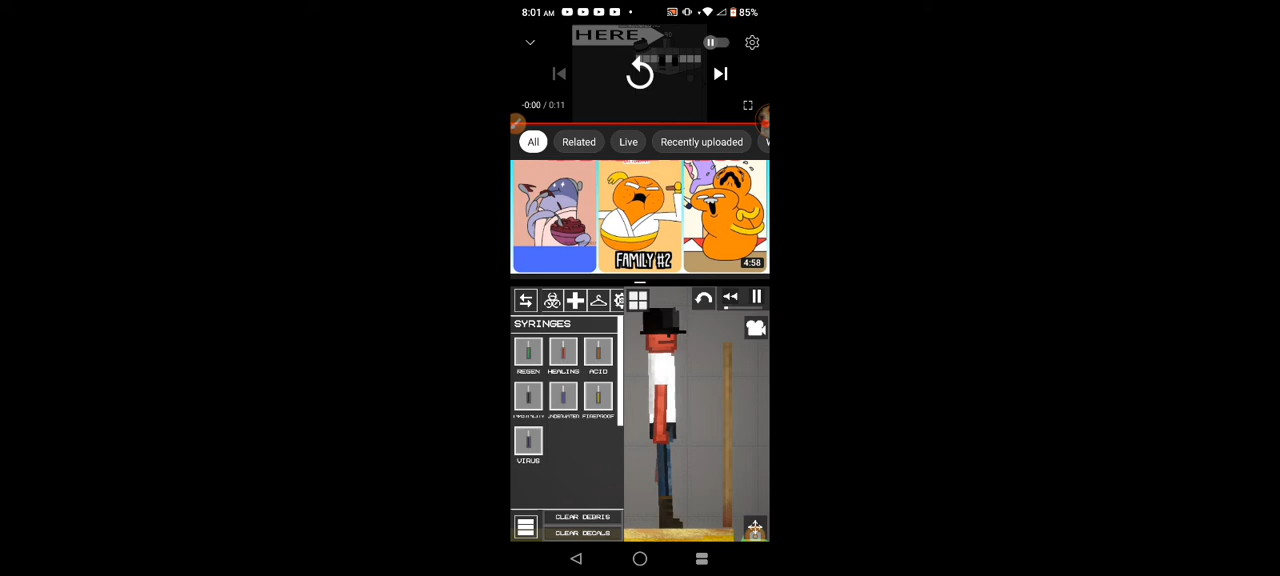 8:01 AM 85%
HERE
-0:00 / 0:11
All Related Live Recently uploaded
FAMILY #2
4:58
SYRINGES
REGEN HEALING ACID
UNDERWATER FIREPROOF
VIRUS
CLEAR DEBRIS
CLEAR DECALS